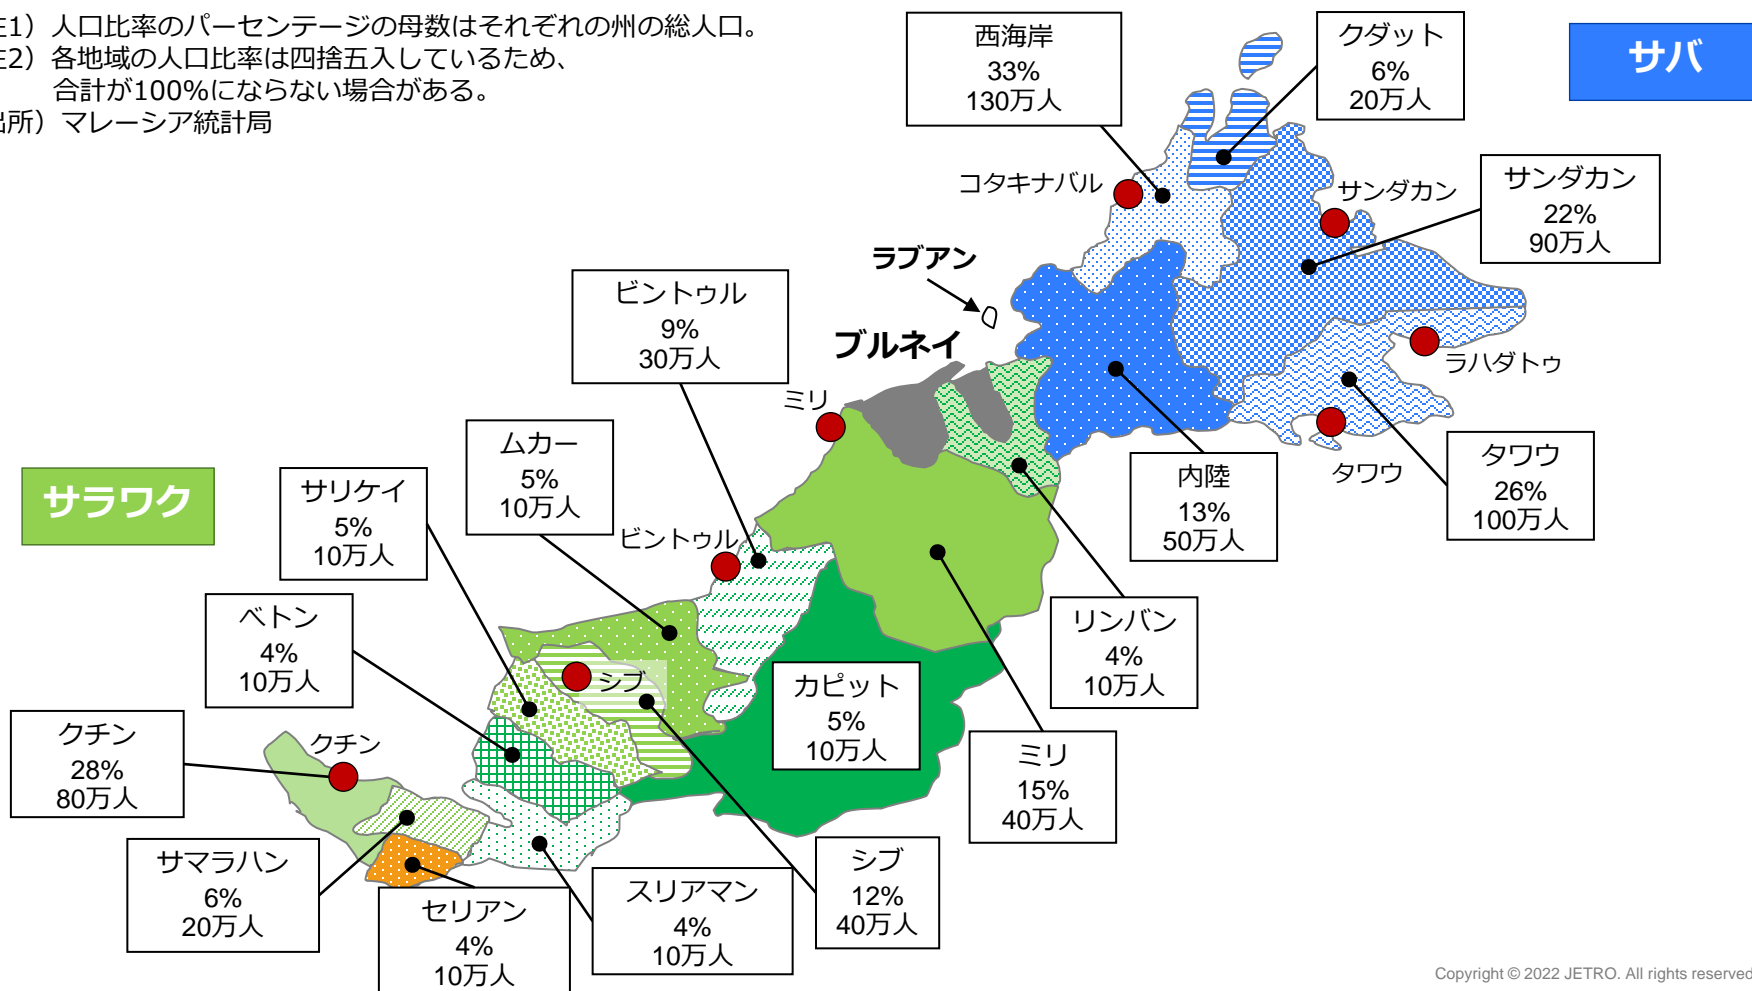 注1）人口比率のパーセンテージの母数はそれぞれの州の総人口。
注2）各地域の人口比率は四捨五入しているため、
合計が100%にならない場合がある。
出所）マレーシア統計局
サバ
西海岸
33%
130万人
クダット
6%
20万人
サンダカン
22%
90万人
コタキナバル
サンダカン
ラブアン
ブルネイ
ラハダトゥ
タワウ
タワウ
26%
100万人
内陸
13%
50万人
サラワク
ビントゥル
9%
30万人
ミリ
ムカー
5%
10万人
サリケイ
5%
10万人
ビントゥル
ベトン
4%
10万人
リンバン
4%
10万人
シブ
カピット
5%
10万人
クチン
28%
80万人
クチン
ミリ
15%
40万人
サマラハン
6%
20万人
セリアン
4%
10万人
スリアマン
4%
10万人
シブ
12%
40万人
Copyright © 2022 JETRO. All rights reserved